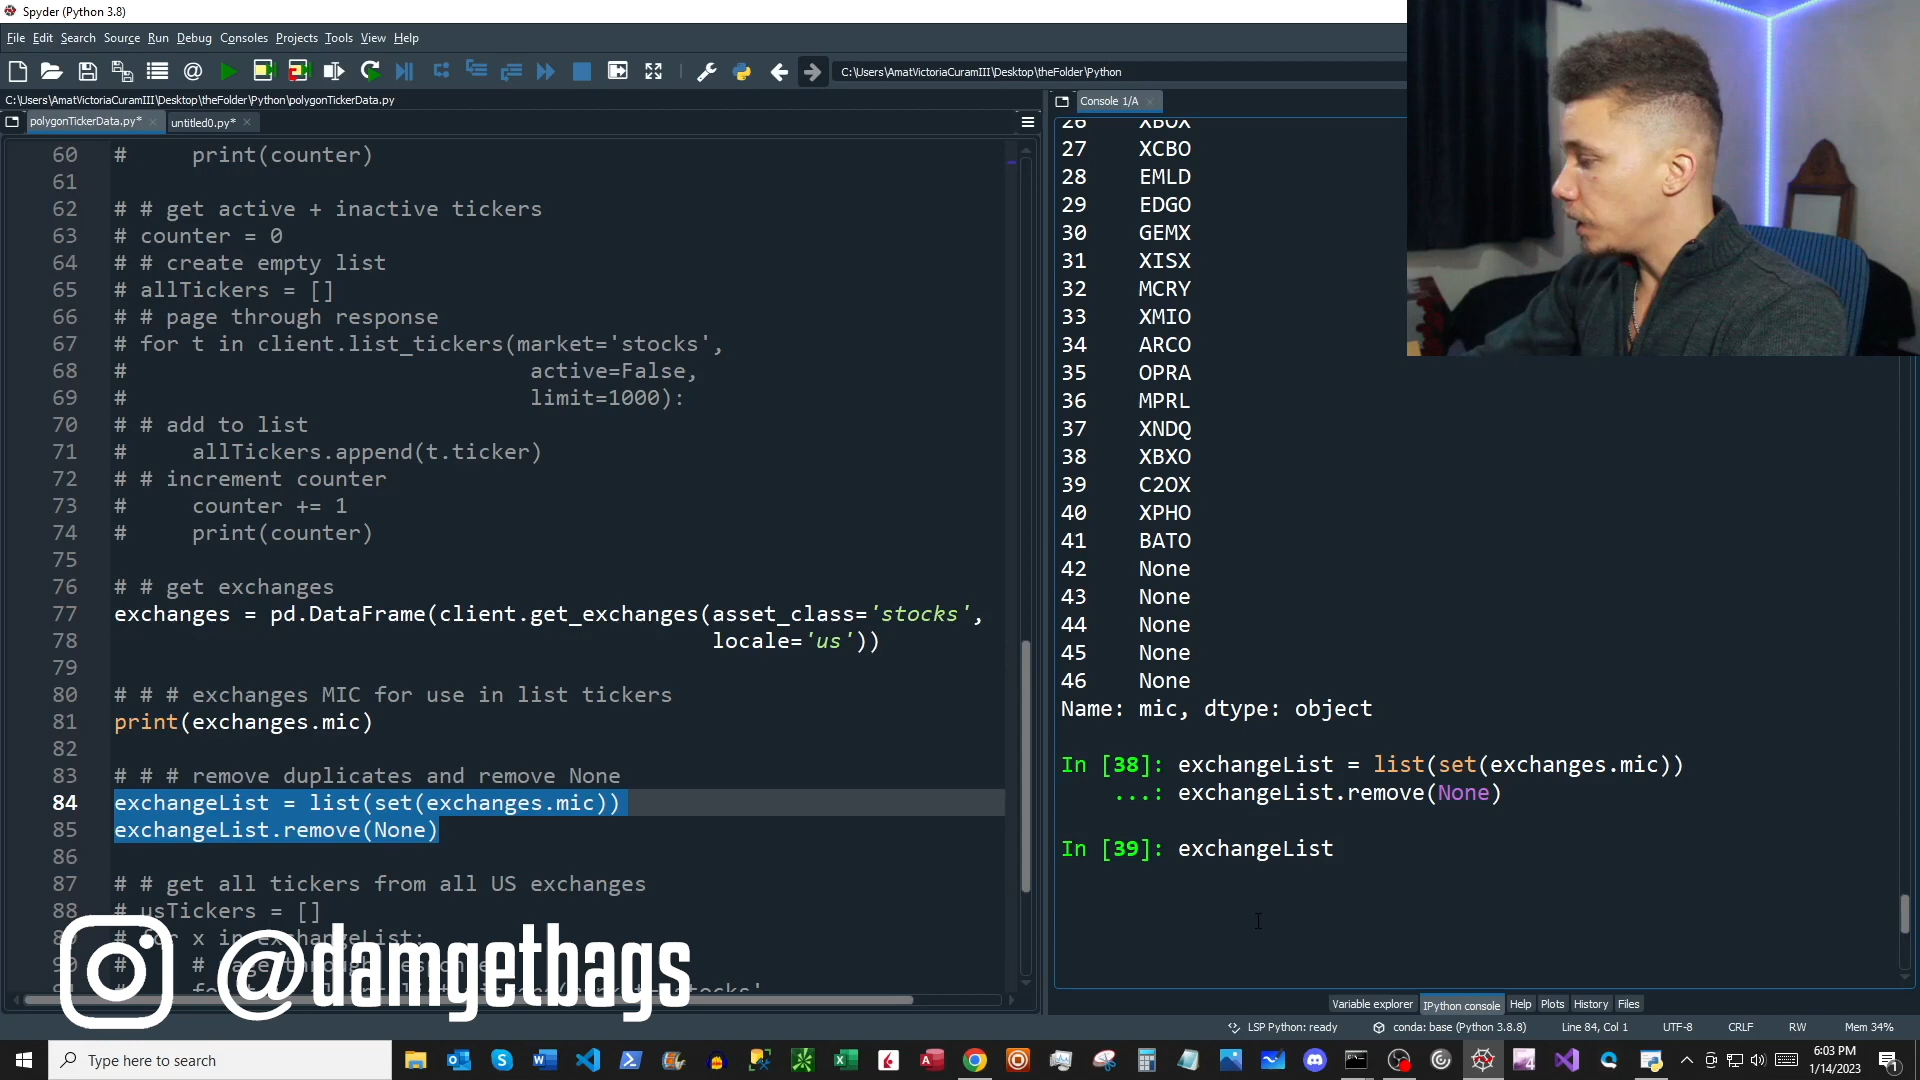 Spyder (Python 3.8)
File Edit Search Source Run Debug Consoles Projects Tools View Help
C:\Users\AmatVictoriaCuramIII\Desktop\theFolder\Python
C:\Users\AmatVictoriaCuramIII\Desktop\theFolder\Python\polygonTickerData.py
polygonTickerData.py* untitled0.py*
60 #     print(counter)
61
62 # # get active + inactive tickers
63 # counter = 0
64 # # create empty list
65 # allTickers = []
66 # # page through response
67 # for t in client.list_tickers(market='stocks',
68 #                               active=False,
69 #                               limit=1000):
70 # # add to list
71 #     allTickers.append(t.ticker)
72 # # increment counter
73 #     counter += 1
74 #     print(counter)
75
76 # # get exchanges
77 exchanges = pd.DataFrame(client.get_exchanges(asset_class='stocks',
78                                               locale='us'))
79
80 # # # exchanges MIC for use in list tickers
81 print(exchanges.mic)
82
83 # # # remove duplicates and remove None
84 exchangeList = list(set(exchanges.mic))
85 exchangeList.remove(None)
86
87 # # get all tickers from all US exchanges
88 # usTickers = []
# for x in exchangeList:
@damgetbags
Console 1/A
26 XBOX
27 XCBO
28 EMLD
29 EDGO
30 GEMX
31 XISX
32 MCRY
33 XMIO
34 ARCO
35 OPRA
36 MPRL
37 XNDQ
38 XBXO
39 C2OX
40 XPHO
41 BATO
42 None
43 None
44 None
45 None
46 None
Name: mic, dtype: object
In [38]: exchangeList = list(set(exchanges.mic))
...: exchangeList.remove(None)
In [39]: exchangeList
Variable explorer IPython console Help Plots History Files
LSP Python: ready conda: base (Python 3.8.8) Line 84, Col 1 UTF-8 CRLF RW Mem 34%
Type here to search
6:03 PM
1/14/2023